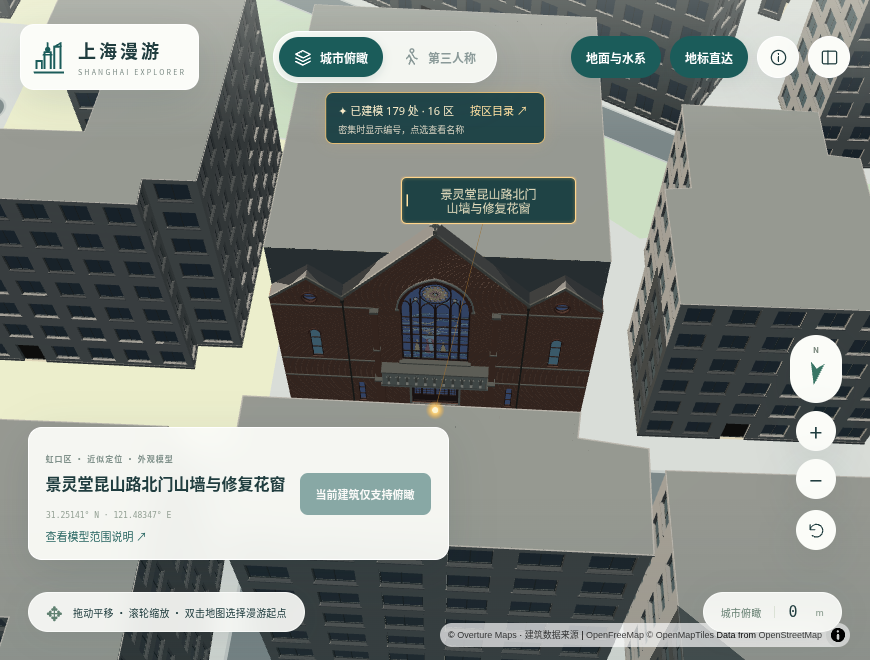 上海漫游
SHANGHAI EXPLORER
城市俯瞰
第三人称
地面与水系
地标直达
✦ 已建模 179 处 · 16 区 按区目录 ↗
密集时显示编号，点选查看名称
景灵堂昆山路北门
山墙与修复花窗
N
+
−
虹口区 • 近似定位 • 外观模型
景灵堂昆山路北门山墙与修复花窗
当前建筑仅支持俯瞰
31.25141° N · 121.48347° E
查看模型范围说明 ↗
拖动平移 • 滚轮缩放 • 双击地图选择漫游起点
城市俯瞰 0 m
© Overture Maps · 建筑数据来源 | OpenFreeMap © OpenMapTiles Data from OpenStreetMap